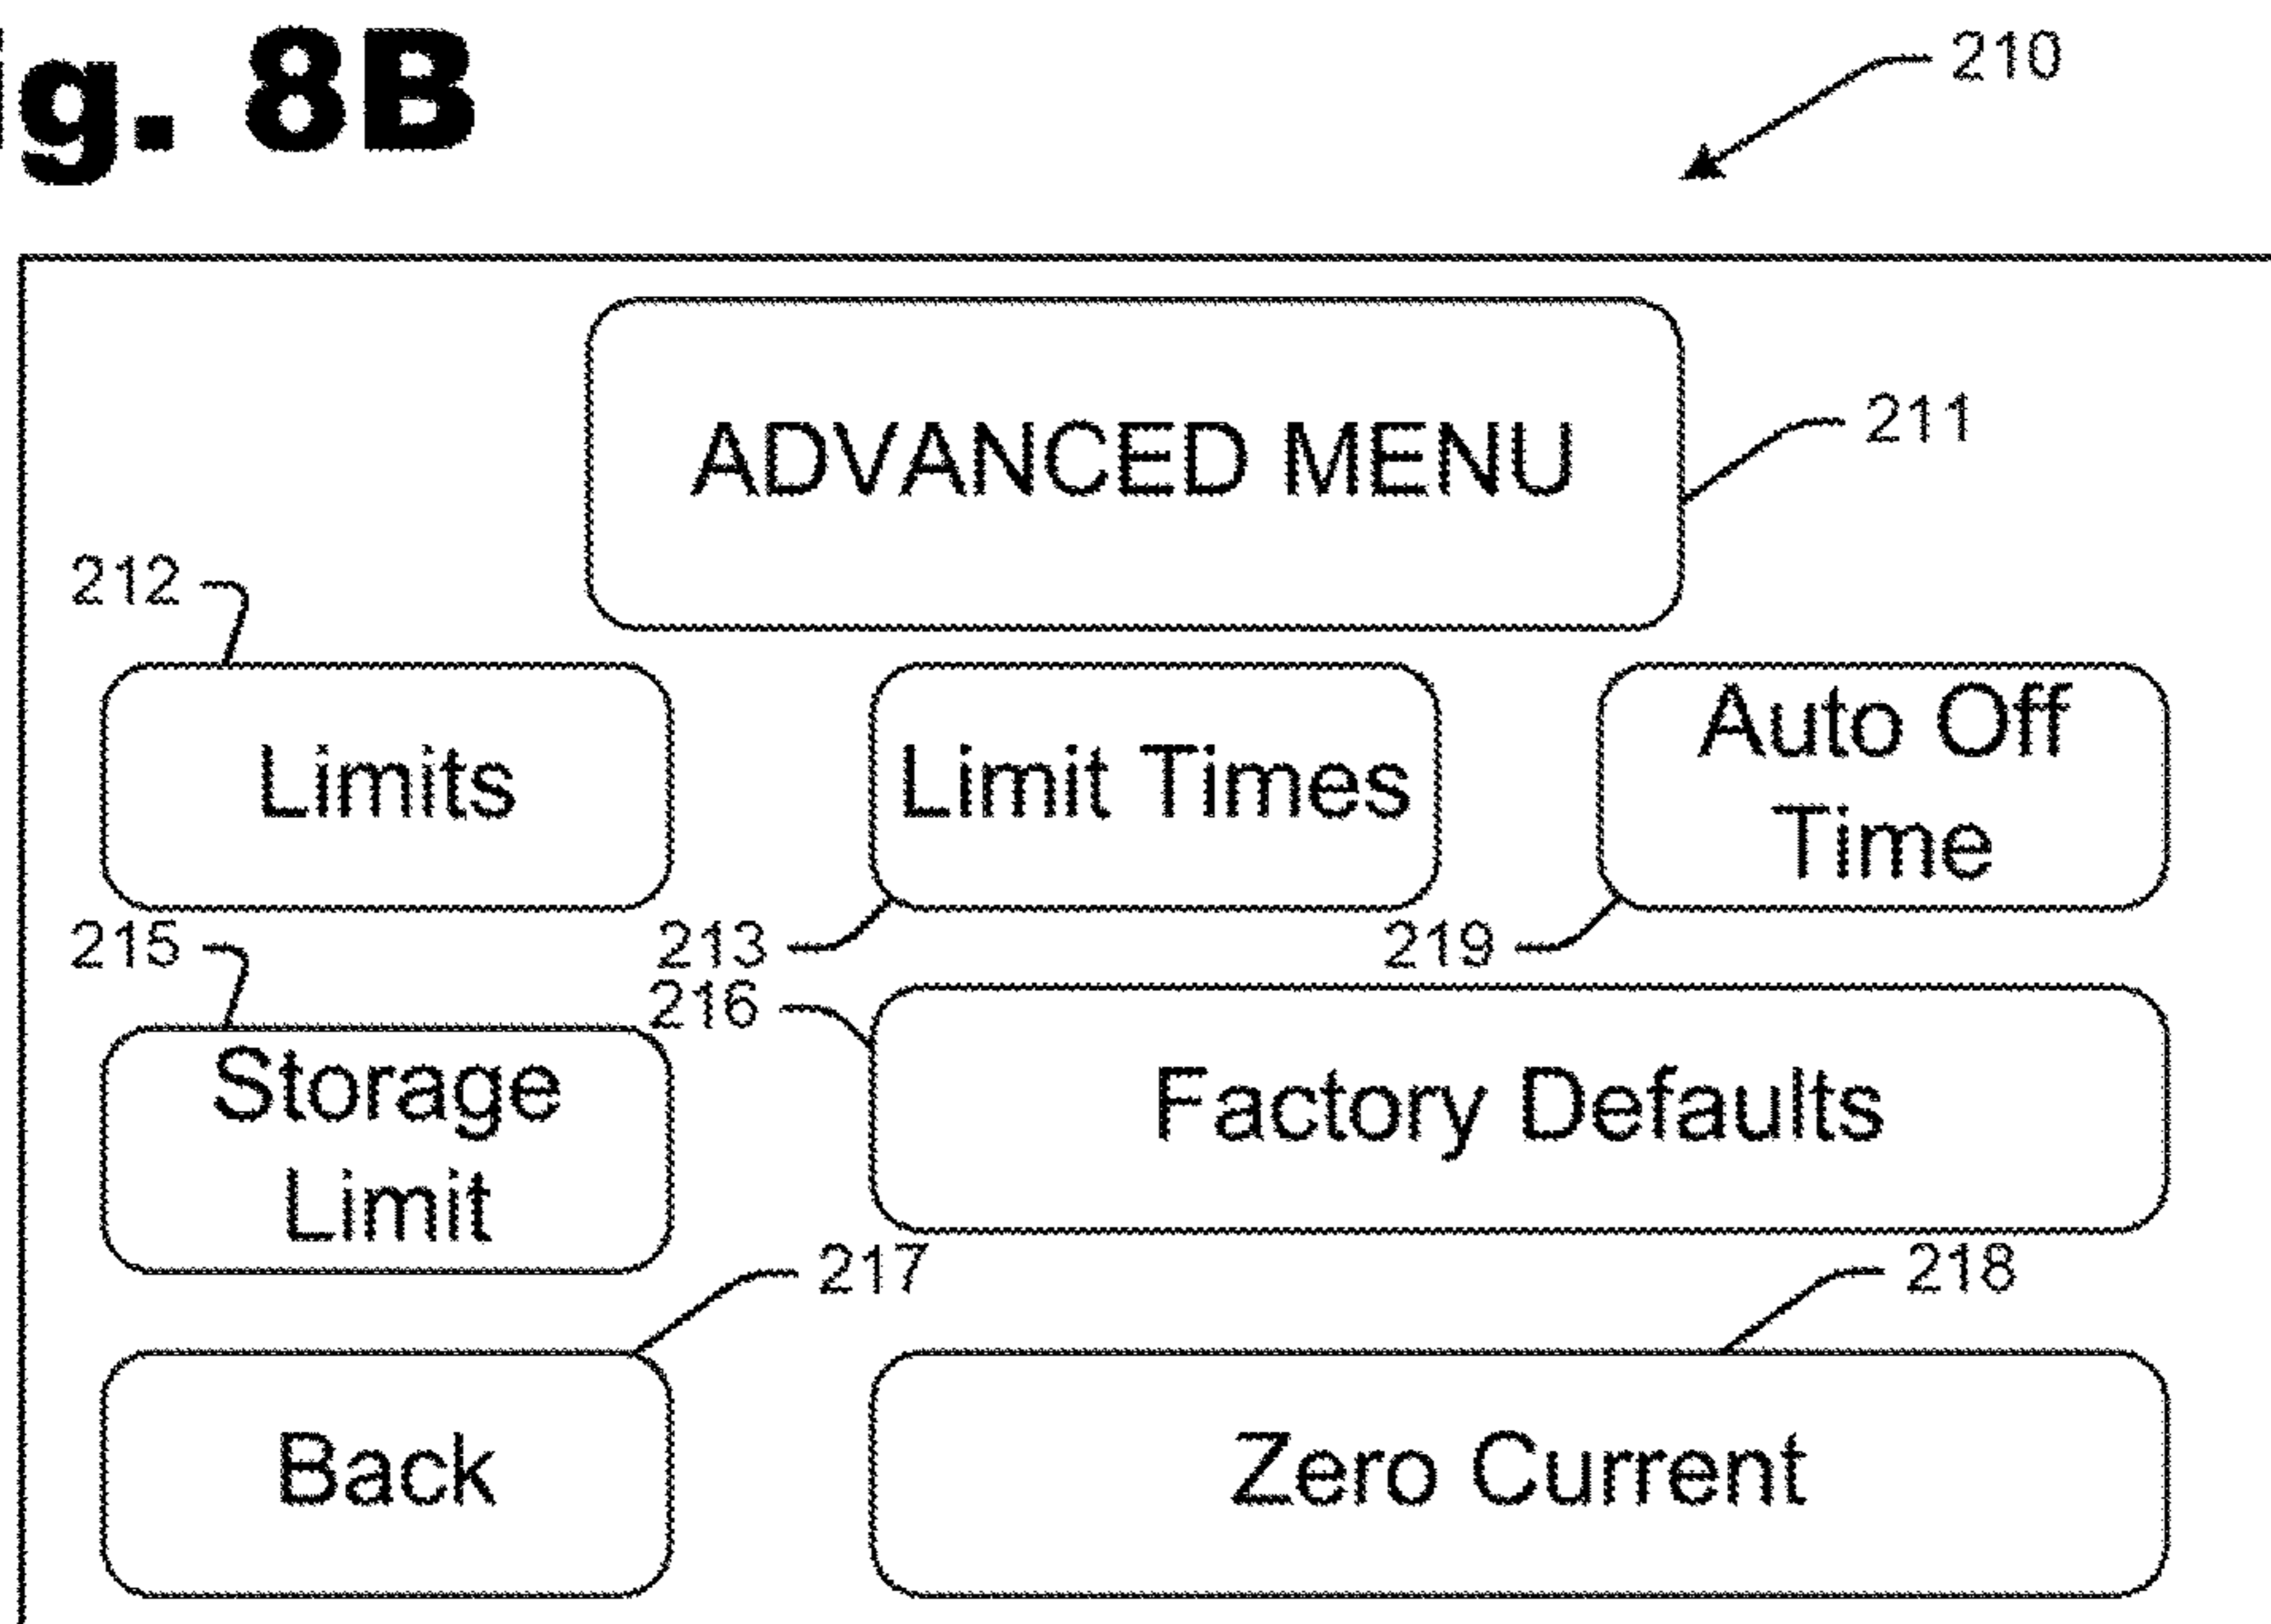 ig. 8B
210
ADVANCED MENU
211
212
Limits
Limit Times
Auto Off
Time
215
213
219
216
Storage
Limit
Factory Defaults
217
218
Back
Zero Current